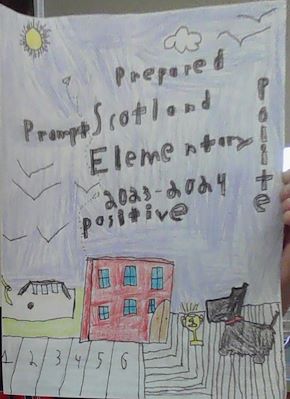 Prepared
Prompt Scotland
Elementary
2023-2024
positive
Polite
1 2 3 4 5 6